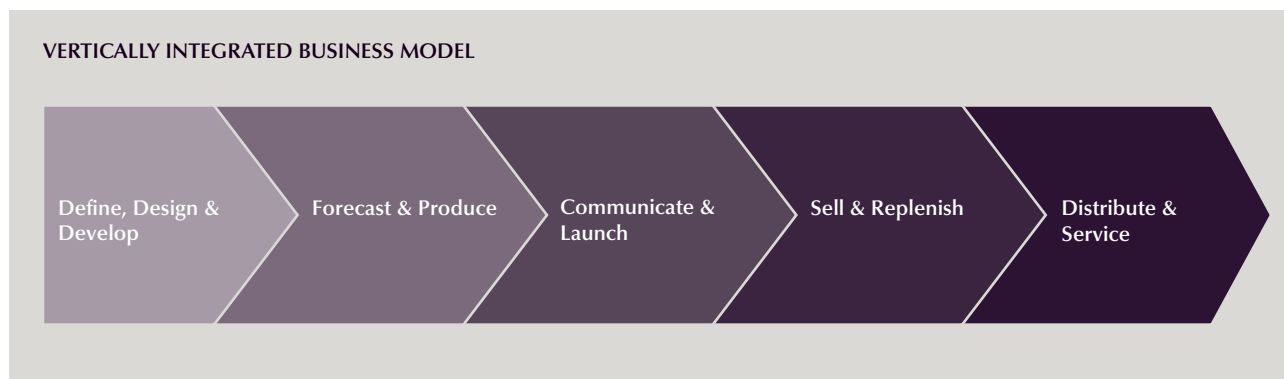 VERTICALLY INTEGRATED BUSINESS MODEL
Define, Design &
Develop
Forecast & Produce
Communicate &
Launch
Sell & Replenish
Distribute &
Service